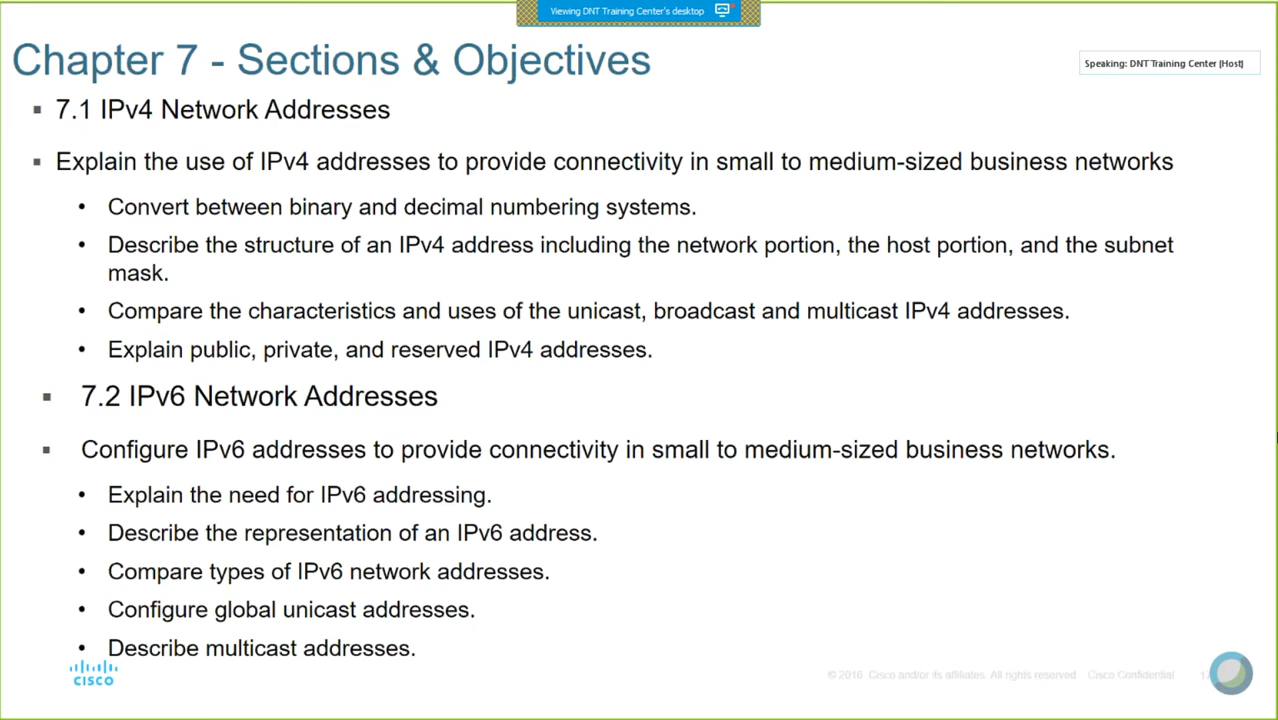 Viewing DNT Training Center's desktop
Chapter 7 - Sections & Objectives
Speaking: DNT Training Center (Host)
7.1 IPv4 Network Addresses
Explain the use of IPv4 addresses to provide connectivity in small to medium-sized business networks
Convert between binary and decimal numbering systems.
Describe the structure of an IPv4 address including the network portion, the host portion, and the subnet
mask.
Compare the characteristics and uses of the unicast, broadcast and multicast IPv4 addresses.
Explain public, private, and reserved IPv4 addresses.
7.2 IPv6 Network Addresses
Configure IPv6 addresses to provide connectivity in small to medium-sized business networks.
Explain the need for IPv6 addressing.
Describe the representation of an IPv6 address.
Compare types of IPv6 network addresses.
Configure global unicast addresses.
Describe multicast addresses.
CISCO
© 2016 Cisco and/or its affiliates. All rights reserved Cisco Confidential